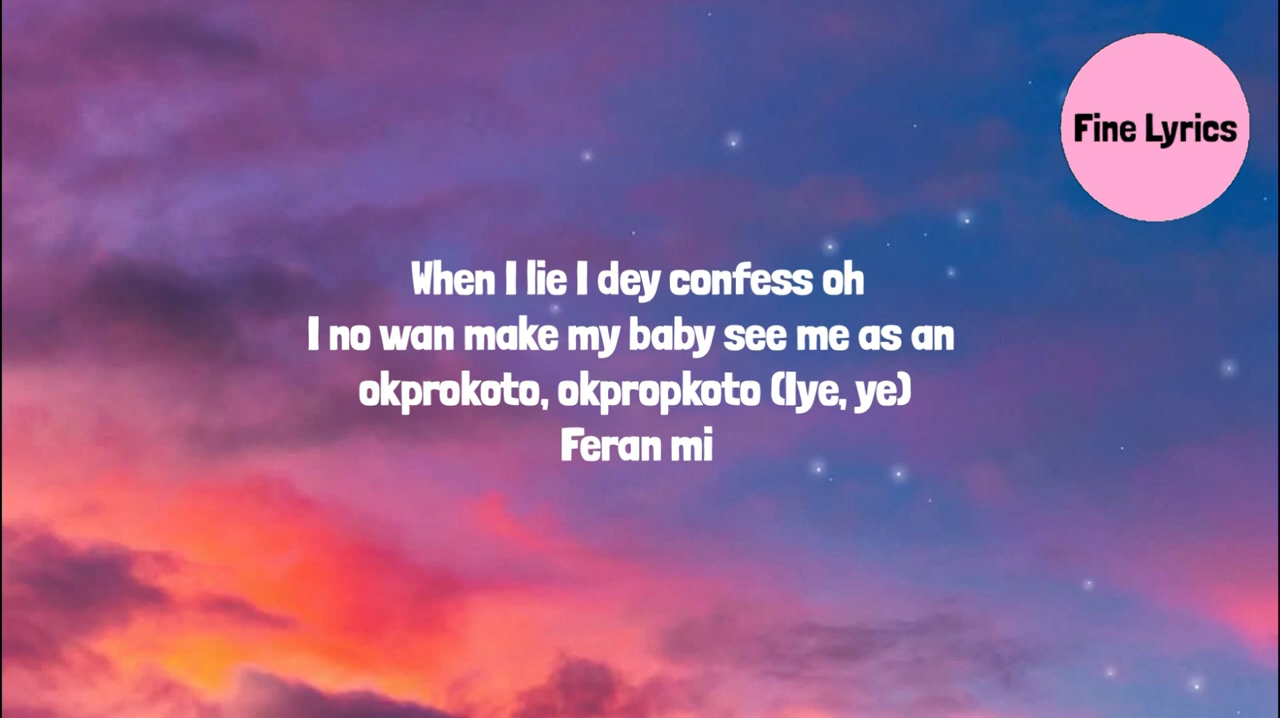 Fine Lyrics
When I lie I dey confess oh
I no wan make my baby see me as an
okprokoto, okpropkoto (Iye, ye)
Feran mi